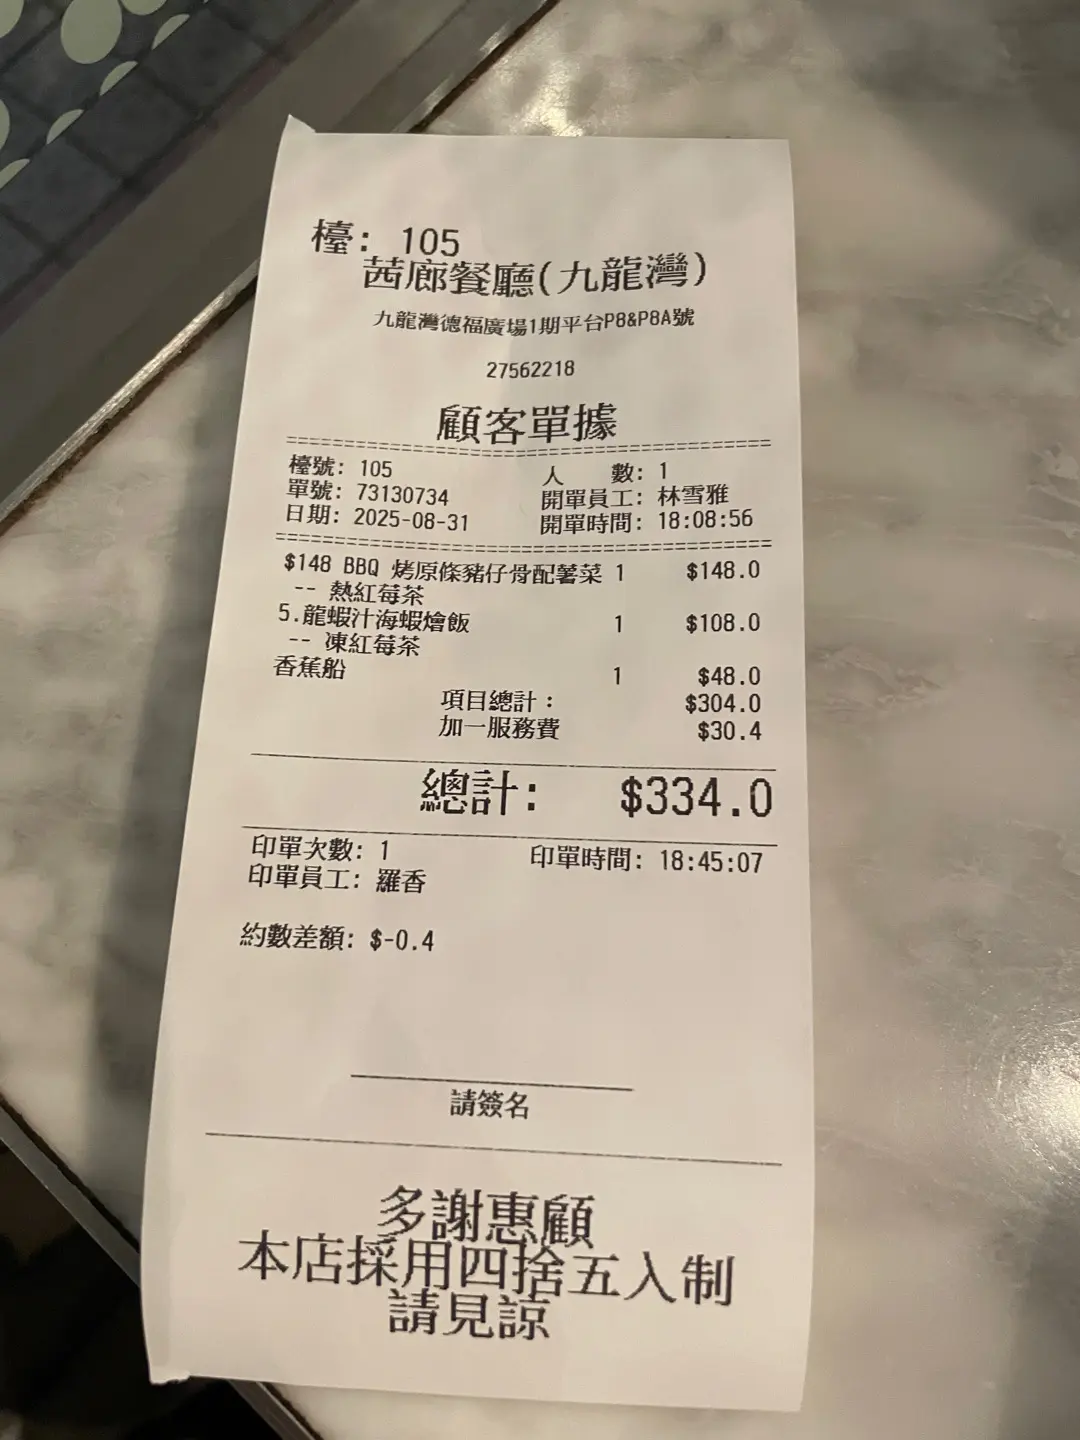 檯: 105
茜廊餐廳(九龍灣)
九龍灣德福廣場1期平台P8&P8A號
27562218
顧客單據
檯號: 105 人 數: 1
單號: 73130734 開單員工: 林雪雅
日期: 2025-08-31 開單時間: 18:08:56
$148 BBQ 烤原條豬仔骨配薯菜 1 $148.0
-- 熱紅莓茶
5.龍蝦汁海蝦燴飯 1 $108.0
-- 凍紅莓茶
香蕉船 1 $48.0
項目總計： $304.0
加一服務費 $30.4
總計: $334.0
印單次數: 1 印單時間: 18:45:07
印單員工: 羅香
約數差額: $-0.4
請簽名
多謝惠顧
本店採用四捨五入制
請見諒